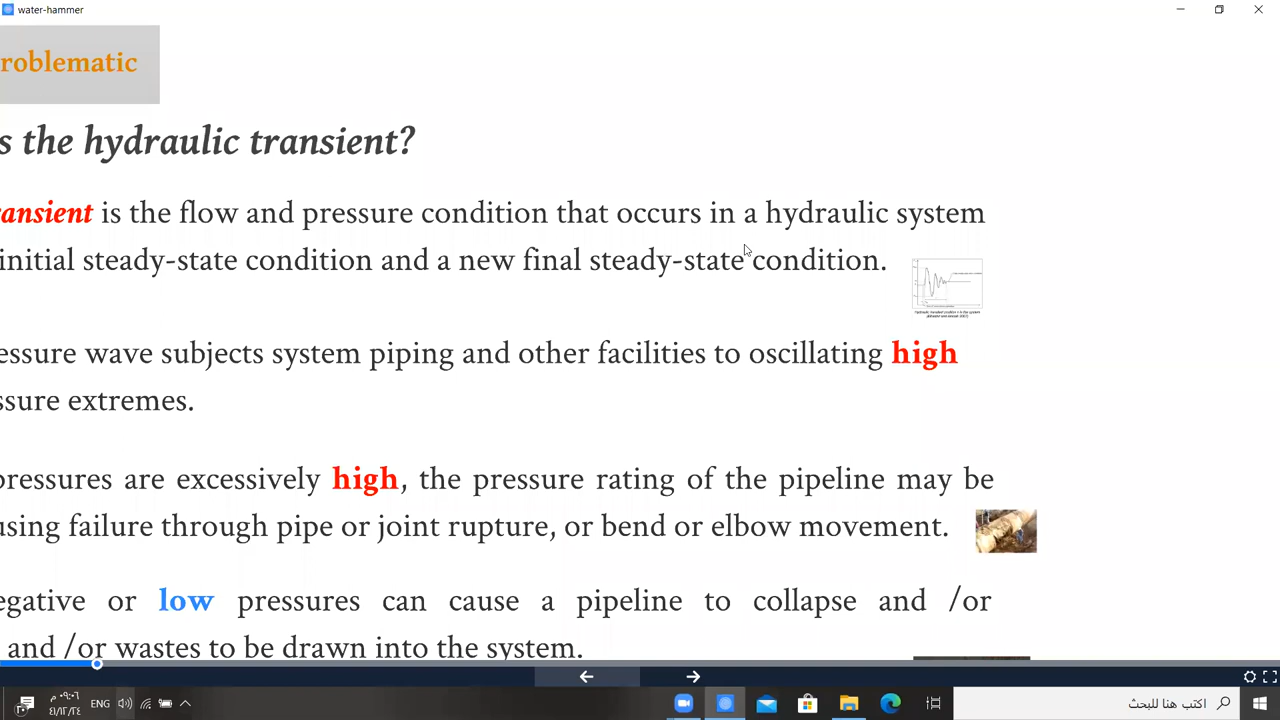 water-hammer
roblematic
s the hydraulic transient?
ansient is the flow and pressure condition that occurs in a hydraulic system
initial steady-state condition and a new final steady-state condition.
essure wave subjects system piping and other facilities to oscillating high
ssure extremes.
pressures are excessively high, the pressure rating of the pipeline may be
using failure through pipe or joint rupture, or bend or elbow movement.
egative or low pressures can cause a pipeline to collapse and /or
and /or wastes to be drawn into the system.
٠٩:٠٦ م
ENG
اكتب هنا للبحث